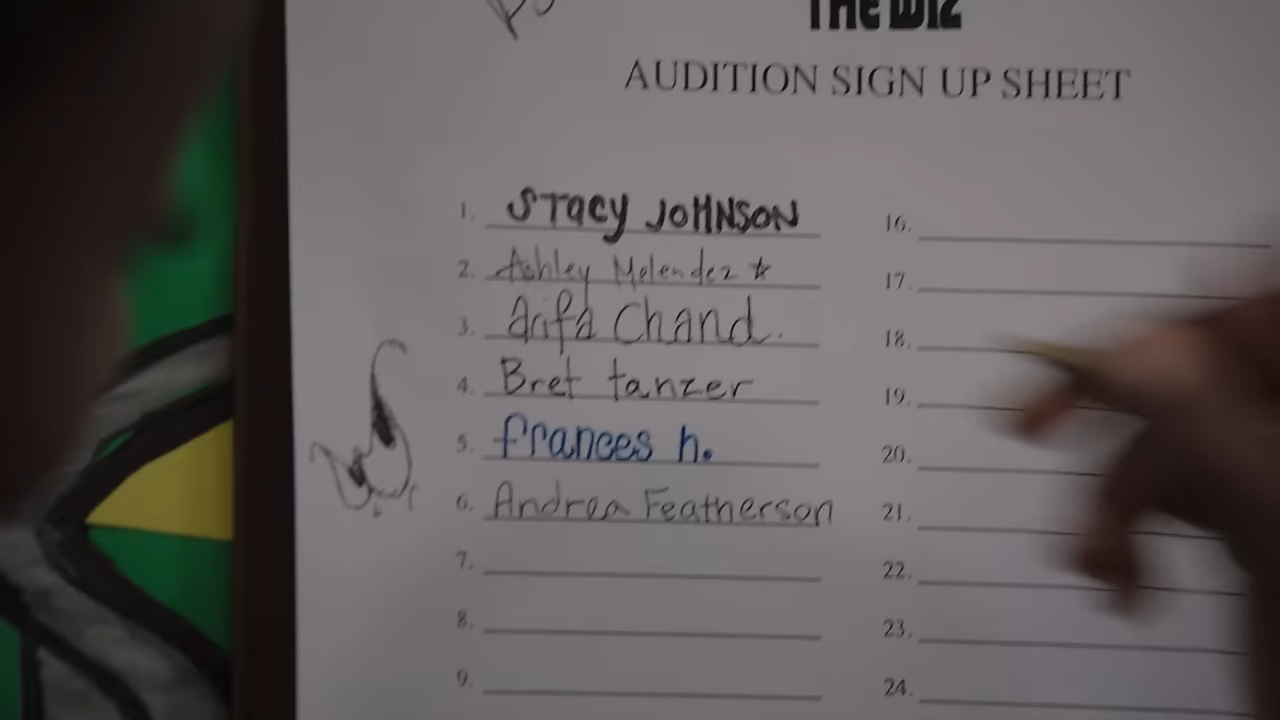 THE WIZ
AUDITION SIGN UP SHEET
1. STACY JOHNSON
2. Ashley Melendez ☆
3. Arifa Chand.
4. Bret tanzer
5. frances h.
6. Andrea Featherson
7.
8.
9.
16.
17.
18.
19.
20.
21.
22.
23.
24.